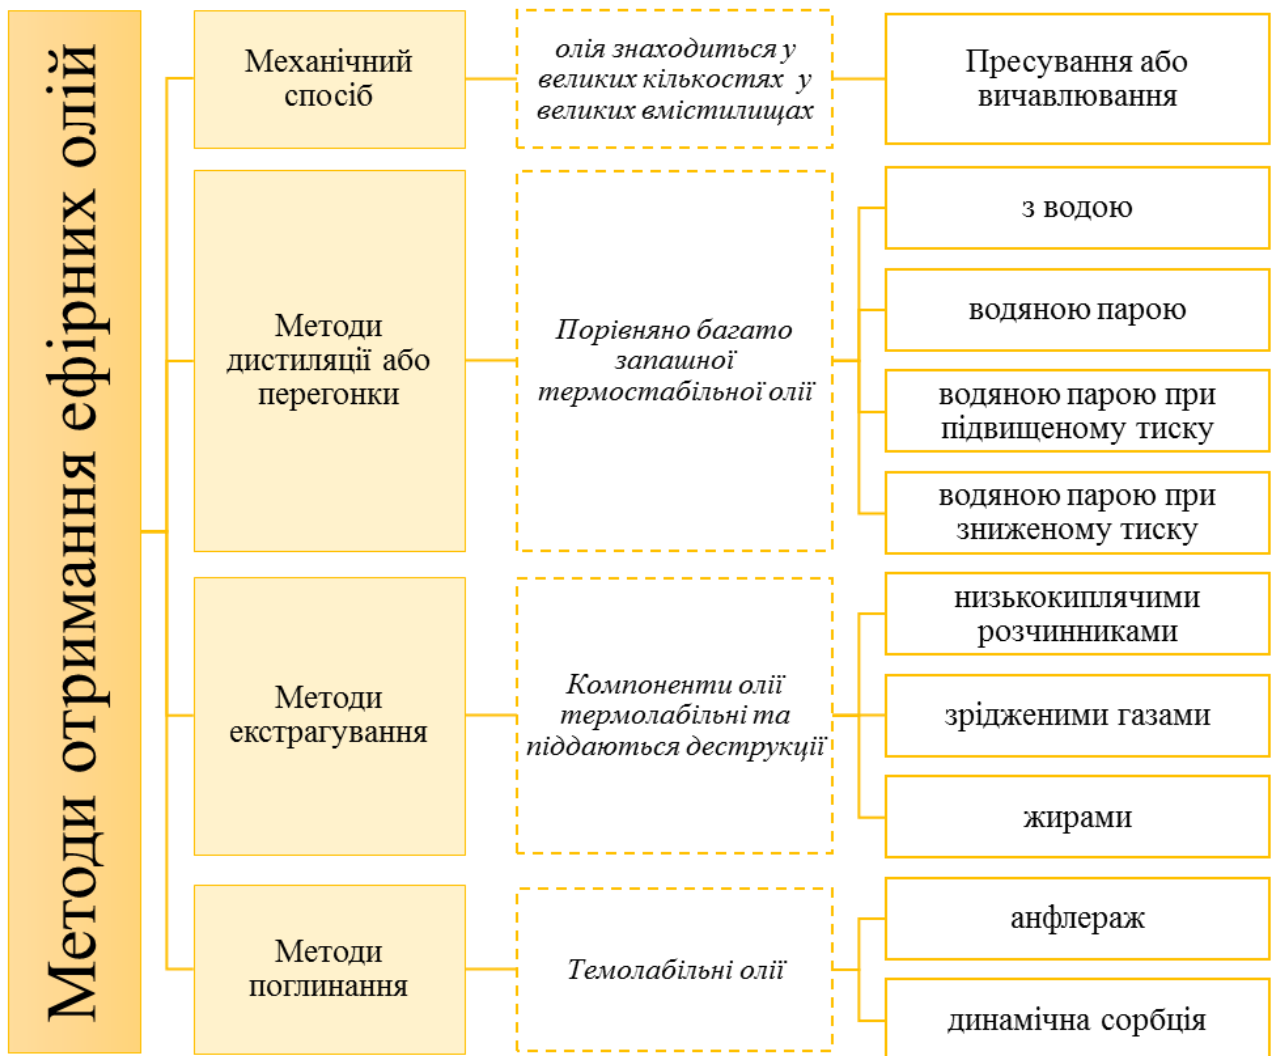 Методи отримання ефірних олій
Механічний
спосіб
олія знаходиться у
великих кількостях у
великих вмістилищах
Пресування або
вичавлювання
Методи
дистиляції або
перегонки
Порівняно багато
запашної
термостабільної олії
з водою
водяною парою
водяною парою при
підвищеному тиску
водяною парою при
зниженому тиску
Методи
екстрагування
Компоненти олії
термолабільні та
піддаються деструкції
низькокиплячими
розчинниками
зрідженими газами
жирами
Методи
поглинання
Темолабільні олії
анфлераж
динамічна сорбція